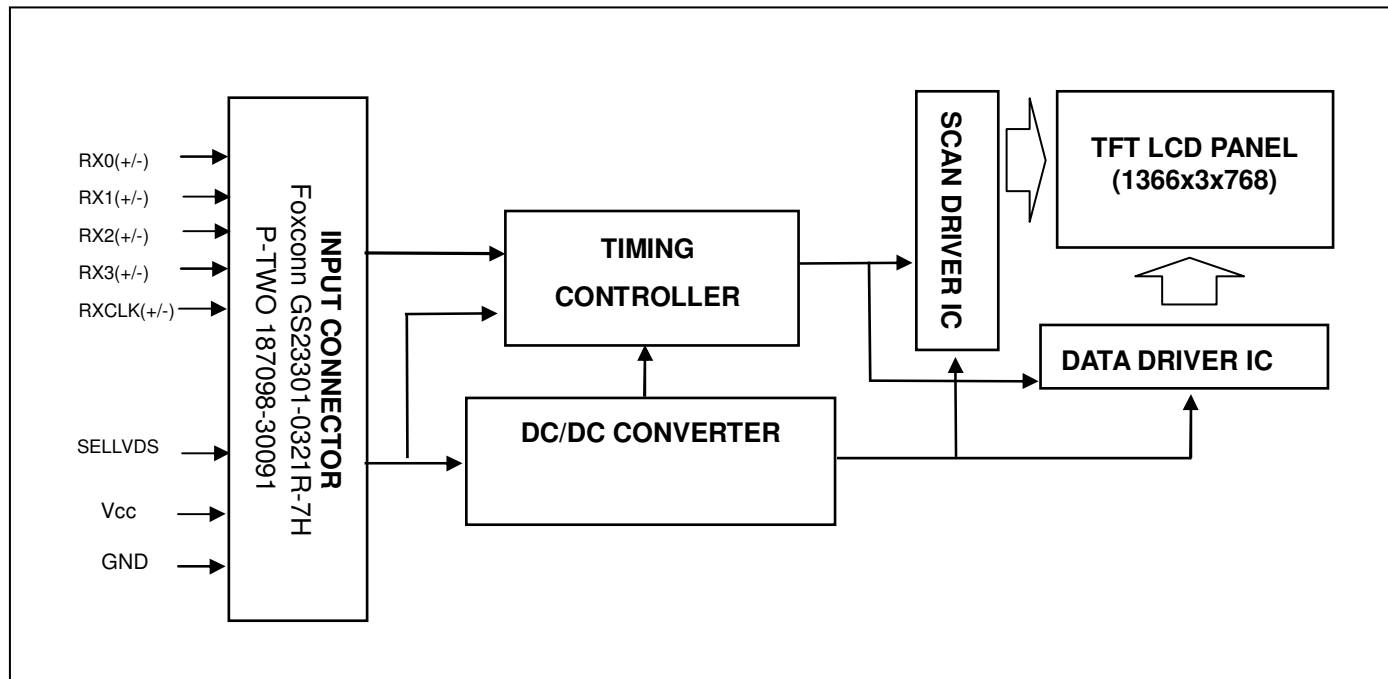 RX0(+/-)
RX1(+/-)
RX2(+/-)
RX3(+/-)
RXCLK(+/-)
SELLVDS
Vcc
GND
INPUT CONNECTOR
Foxconn GS23301-0321R-7H
P-TWO 187098-30091
TIMING
CONTROLLER
DC/DC CONVERTER
SCAN DRIVER IC
TFT LCD PANEL
(1366x3x768)
DATA DRIVER IC